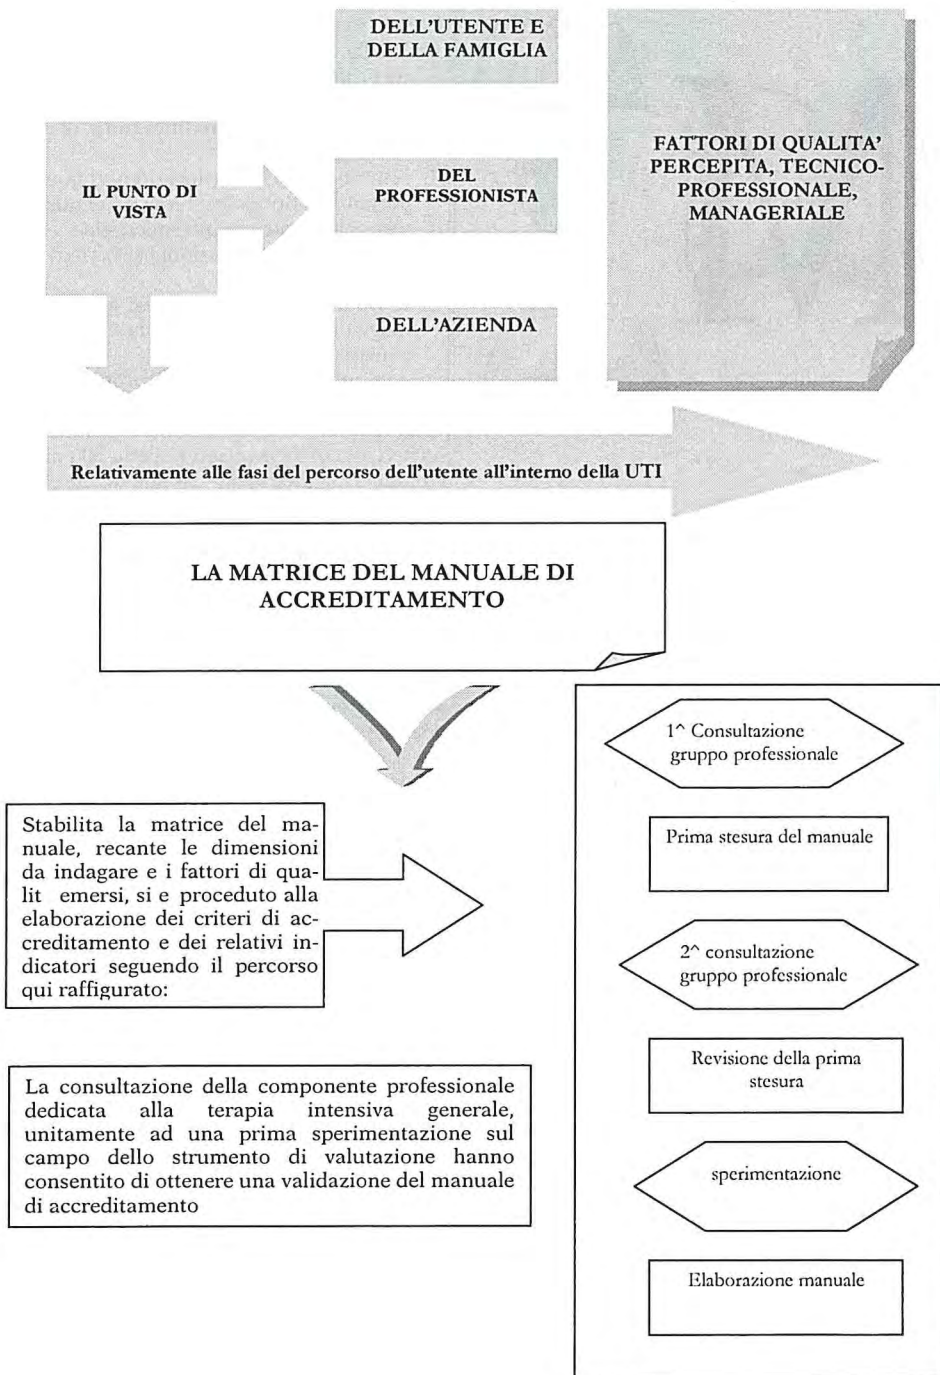 DELL'UTENTE E
DELLA FAMIGLIA
IL PUNTO DI
VISTA
DEL
PROFESSIONISTA
DELL'AZIENDA
FATTORI DI QUALITA'
PERCEPITA, TECNICO-
PROFESSIONALE,
MANAGERIALE
Relativamente alle fasi del percorso dell'utente all'interno della UTI
LA MATRICE DEL MANUALE DI
ACCREDITAMENTO
Stabilita la matrice del ma-
nuale, recante le dimensioni
da indagare e i fattori di qua-
lit emersi, si e proceduto alla
elaborazione dei criteri di ac-
creditamento e dei relativi in-
dicatori seguendo il percorso
qui raffigurato:
La consultazione della componente professionale
dedicata alla terapia intensiva generale,
unitamente ad una prima sperimentazione sul
campo dello strumento di valutazione hanno
consentito di ottenere una validazione del manuale
di accreditamento
1^ Consultazione
gruppo professionale
Prima stesura del manuale
2^ consultazione
gruppo professionale
Revisione della prima
stesura
sperimentazione
Elaborazione manuale